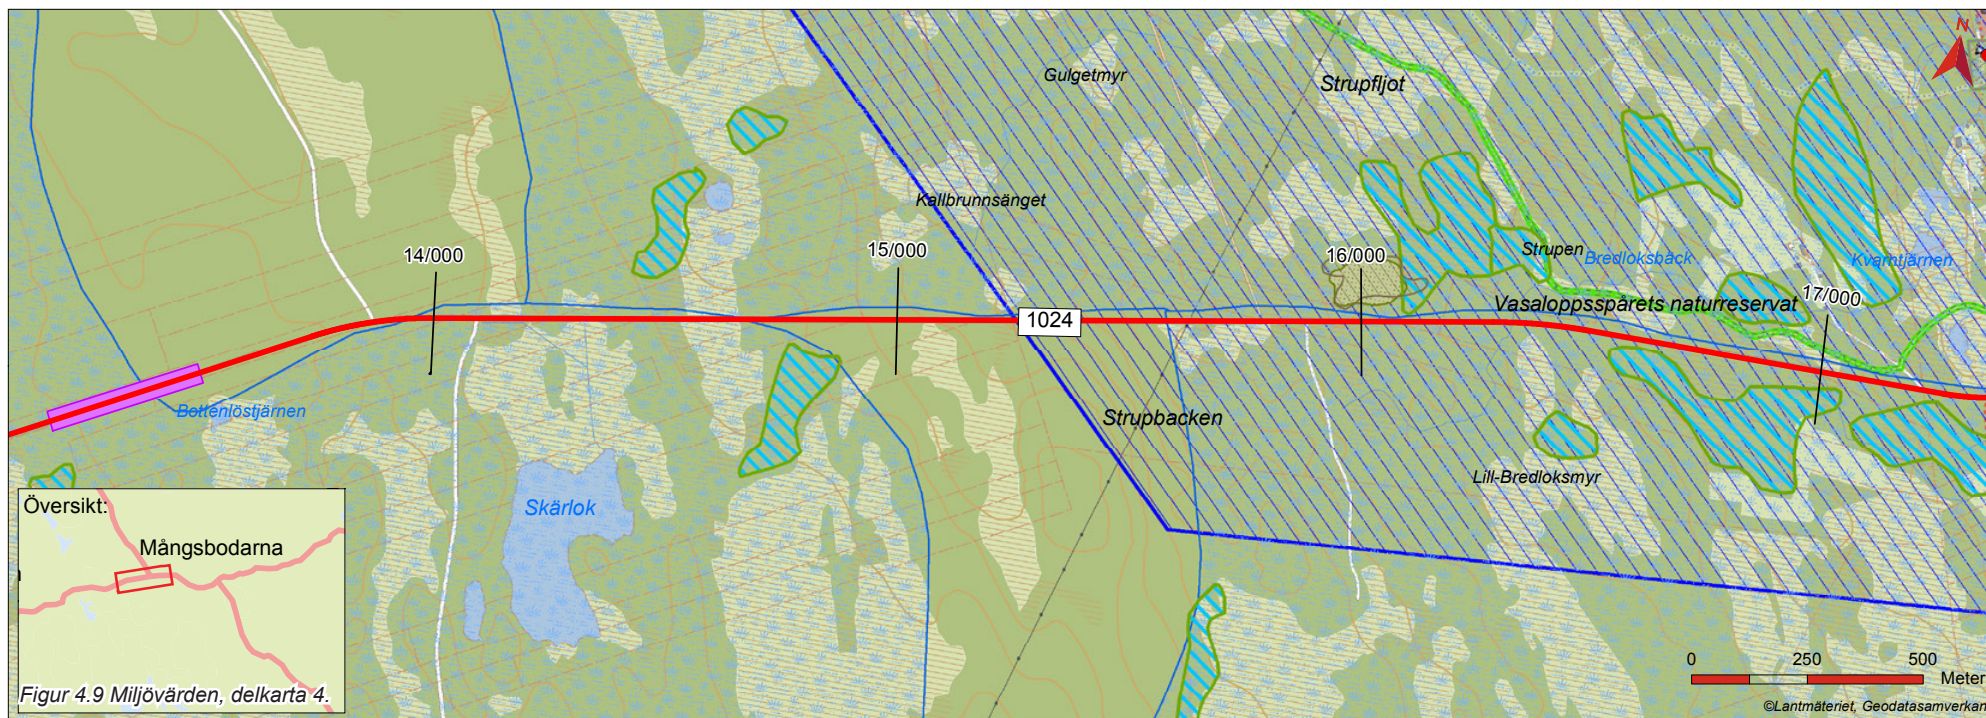 N
Gulgetmyr
Strupfljot
Kallbrunnsänget
14/000
15/000
16/000
Strupen
Bredloksbäck
Kvarntjärnen
17/000
Vasaloppsspårets naturreservat
1024
Bottenlöstjärnen
Strupbacken
Lill-Bredloksmyr
Skärlok
Översikt:
Mångsbodarna
Figur 4.9 Miljövärden, delkarta 4.
0 250 500
Meter
©Lantmäteriet, Geodatasamverkan